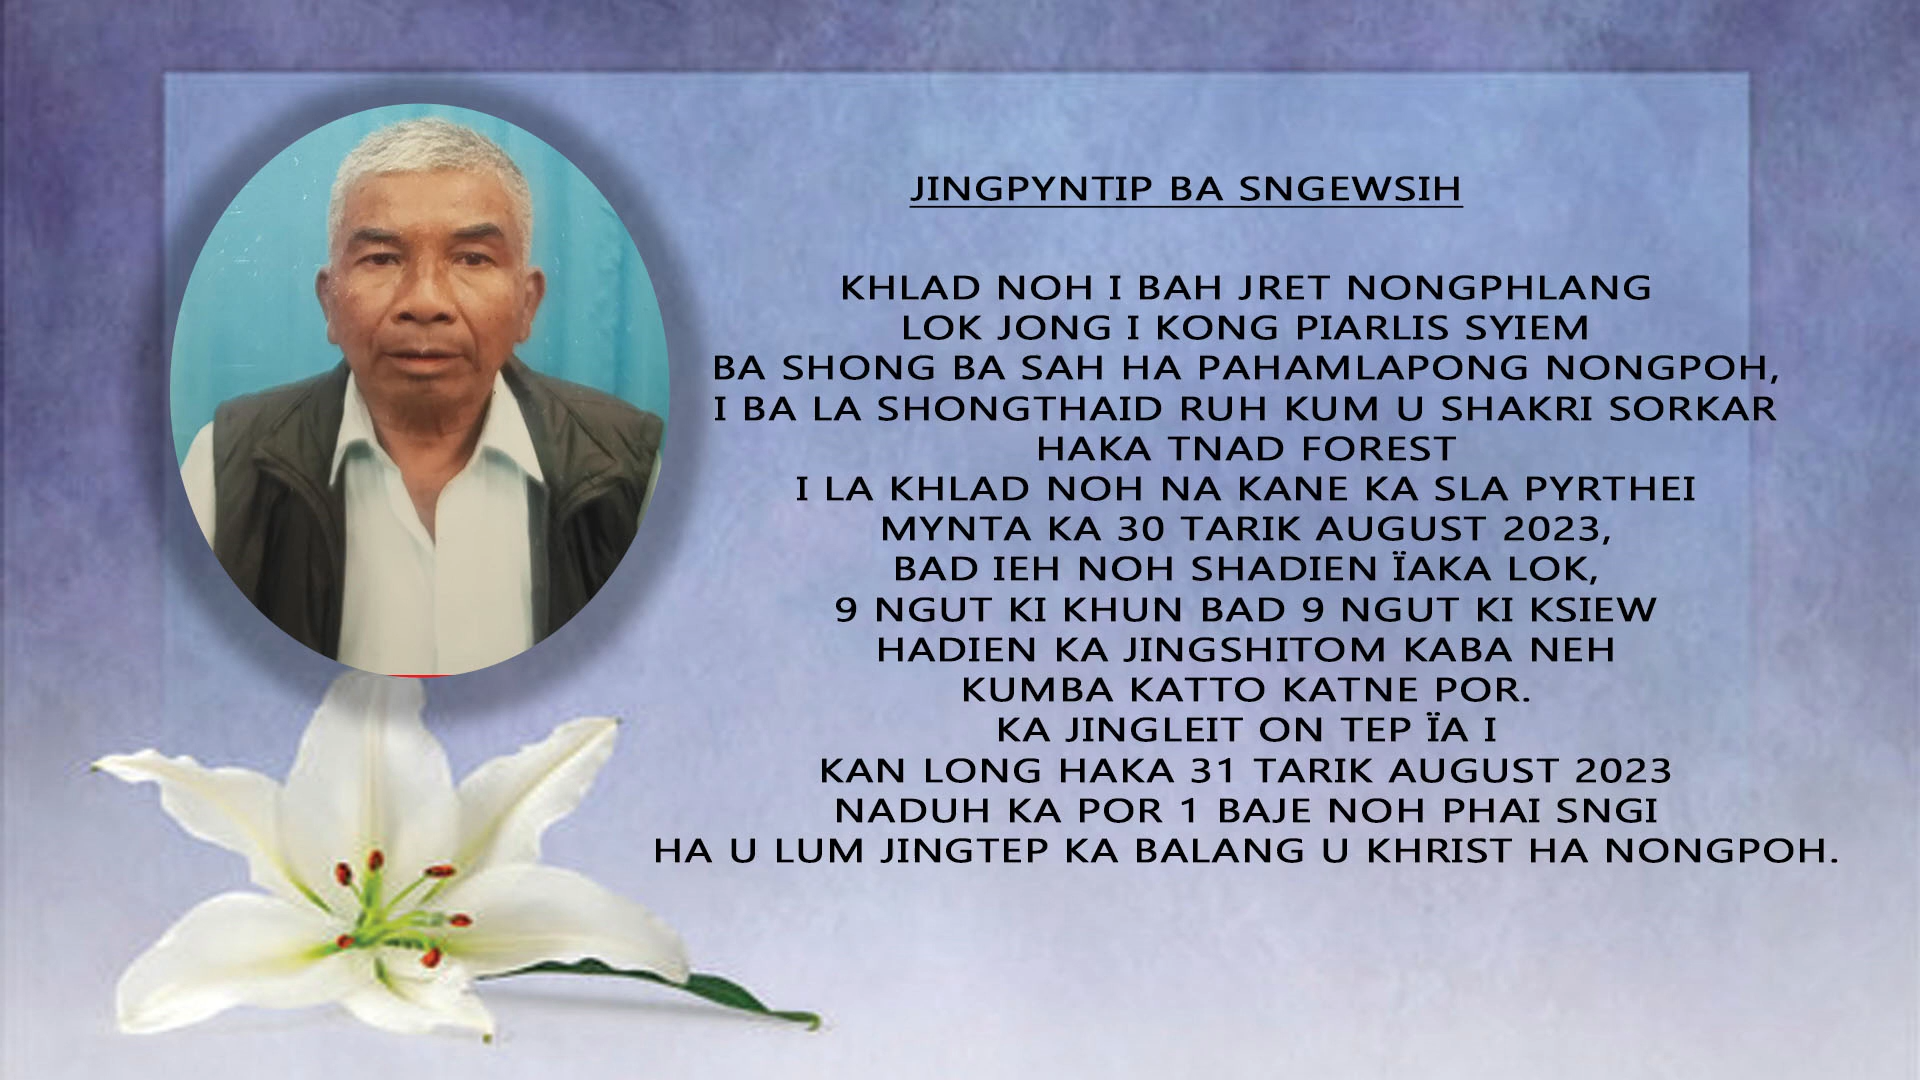 JINGPYNTIP BA SNGEWSIH
KHLAD NOH I BAH JRET NONGPHLANG
LOK JONG I KONG PIARLIS SYIEM
BA SHONG BA SAH HA PAHAMLAPONG NONGPOH,
I BA LA SHONGTHAID RUH KUM U SHAKRI SORKAR
HAKA TNAD FOREST
I LA KHLAD NOH NA KANE KA SLA PYRTHEI
MYNTA KA 30 TARIK AUGUST 2023,
BAD IEH NOH SHADIEN ÏAKA LOK,
9 NGUT KI KHUN BAD 9 NGUT KI KSIEW
HADIEN KA JINGSHITOM KABA NEH
KUMBA KATTO KATNE POR.
KA JINGLEIT ON TEP ÏA I
KAN LONG HAKA 31 TARIK AUGUST 2023
NADUH KA POR 1 BAJE NOH PHAI SNGI
HA U LUM JINGTEP KA BALANG U KHRIST HA NONGPOH.